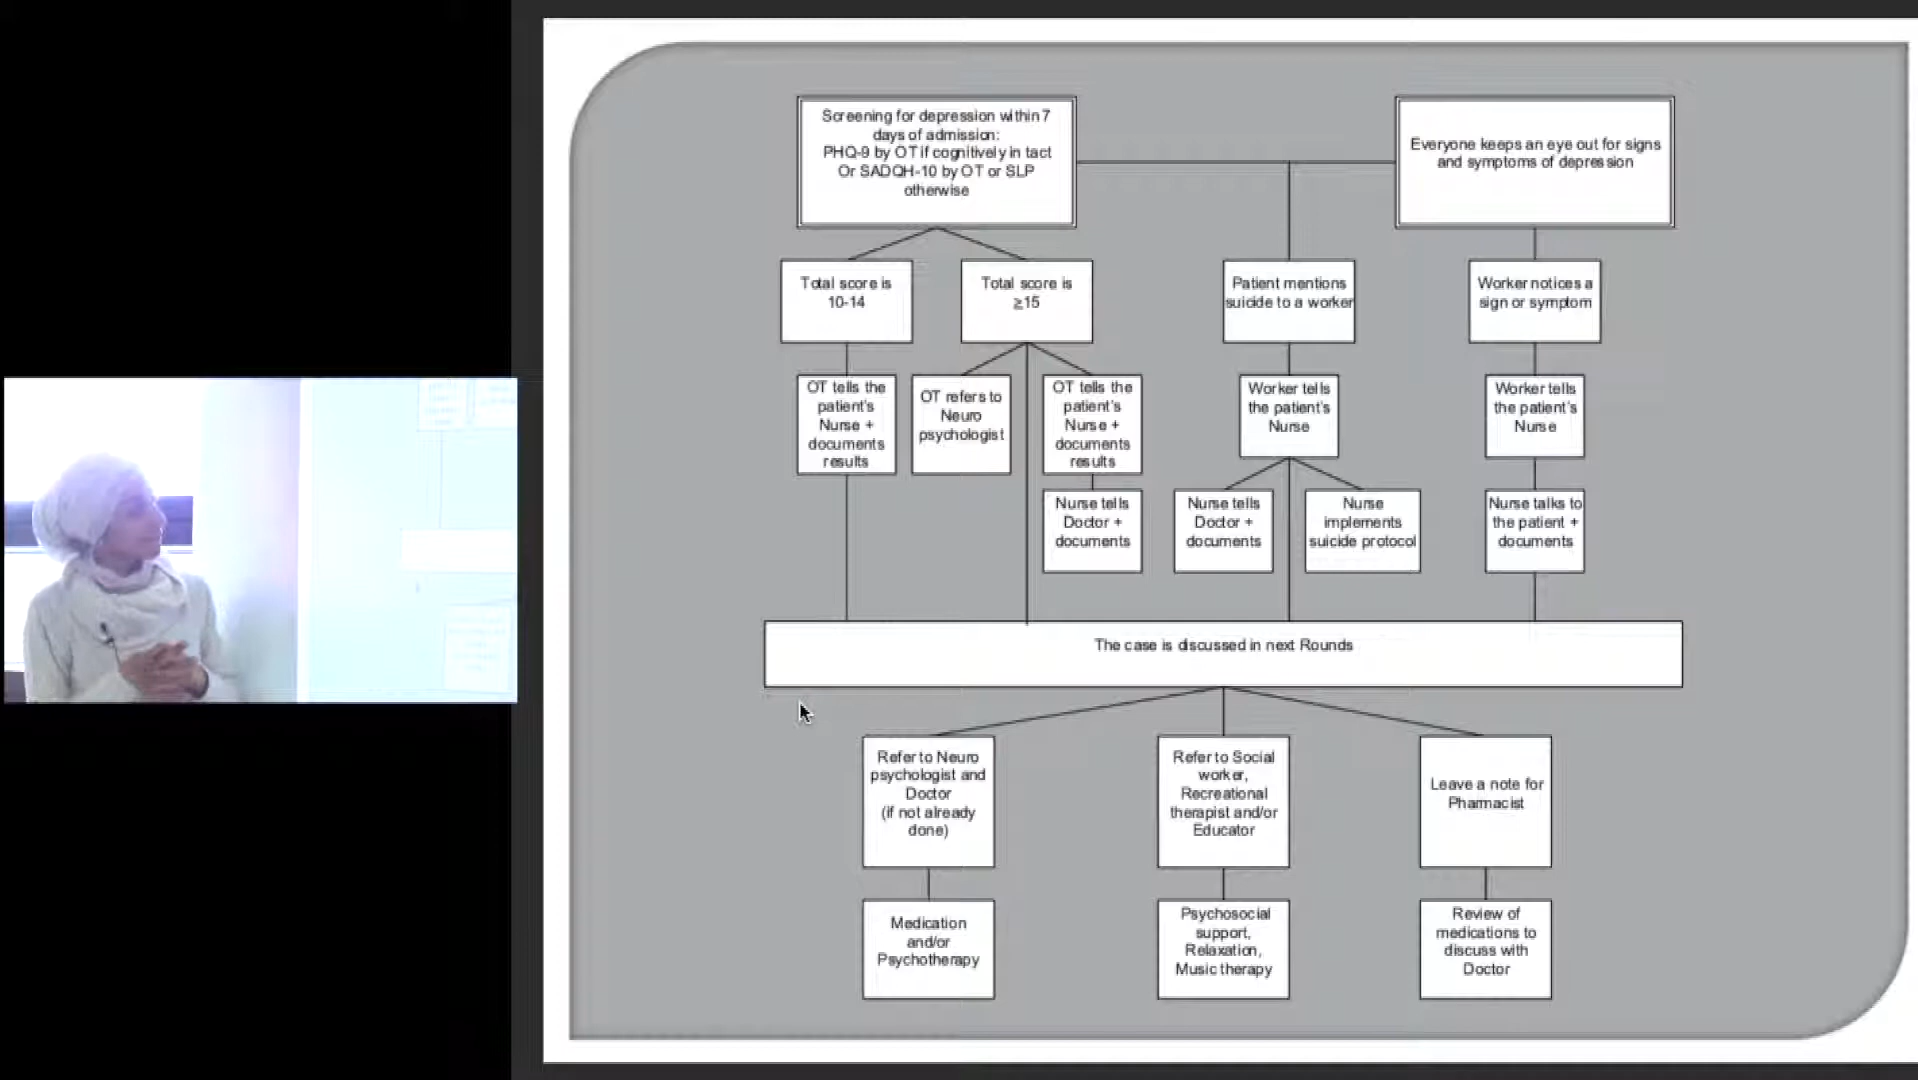 Screening for depression within 7
days of admission:
PHQ-9 by OT if cognitively in tact
Or SADQH-10 by OT or SLP
otherwise
Everyone keeps an eye out for signs
and symptoms of depression
Total score is
10-14
Total score is
≥15
Patient mentions
suicide to a worker
Worker notices a
sign or symptom
OT tells the
patient's
Nurse +
documents
results
OT refers to
Neuro
psychologist
OT tells the
patient's
Nurse +
documents
results
Worker tells
the patient's
Nurse
Worker tells
the patient's
Nurse
Nurse tells
Doctor +
documents
Nurse tells
Doctor +
documents
Nurse
implements
suicide protocol
Nurse talks to
the patient +
documents
The case is discussed in next Rounds
Refer to Neuro
psychologist and
Doctor
(if not already
done)
Refer to Social
worker,
Recreational
therapist and/or
Educator
Leave a note for
Pharmacist
Medication
and/or
Psychotherapy
Psychosocial
support,
Relaxation,
Music therapy
Review of
medications to
discuss with
Doctor